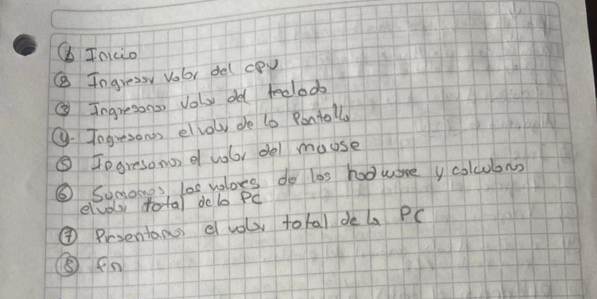 ① Inicio
② Ingresar Valor del CPU
③ Ingresamos Valor del teclado
④. Ingresamos el valor de la Pantalla
⑤ Ingresamos el valor del mause
⑥ Sumamos los valores de los hadware y calculamos
el valor total de la PC
⑦ Presentamos el valor total de la PC
⑧ fin